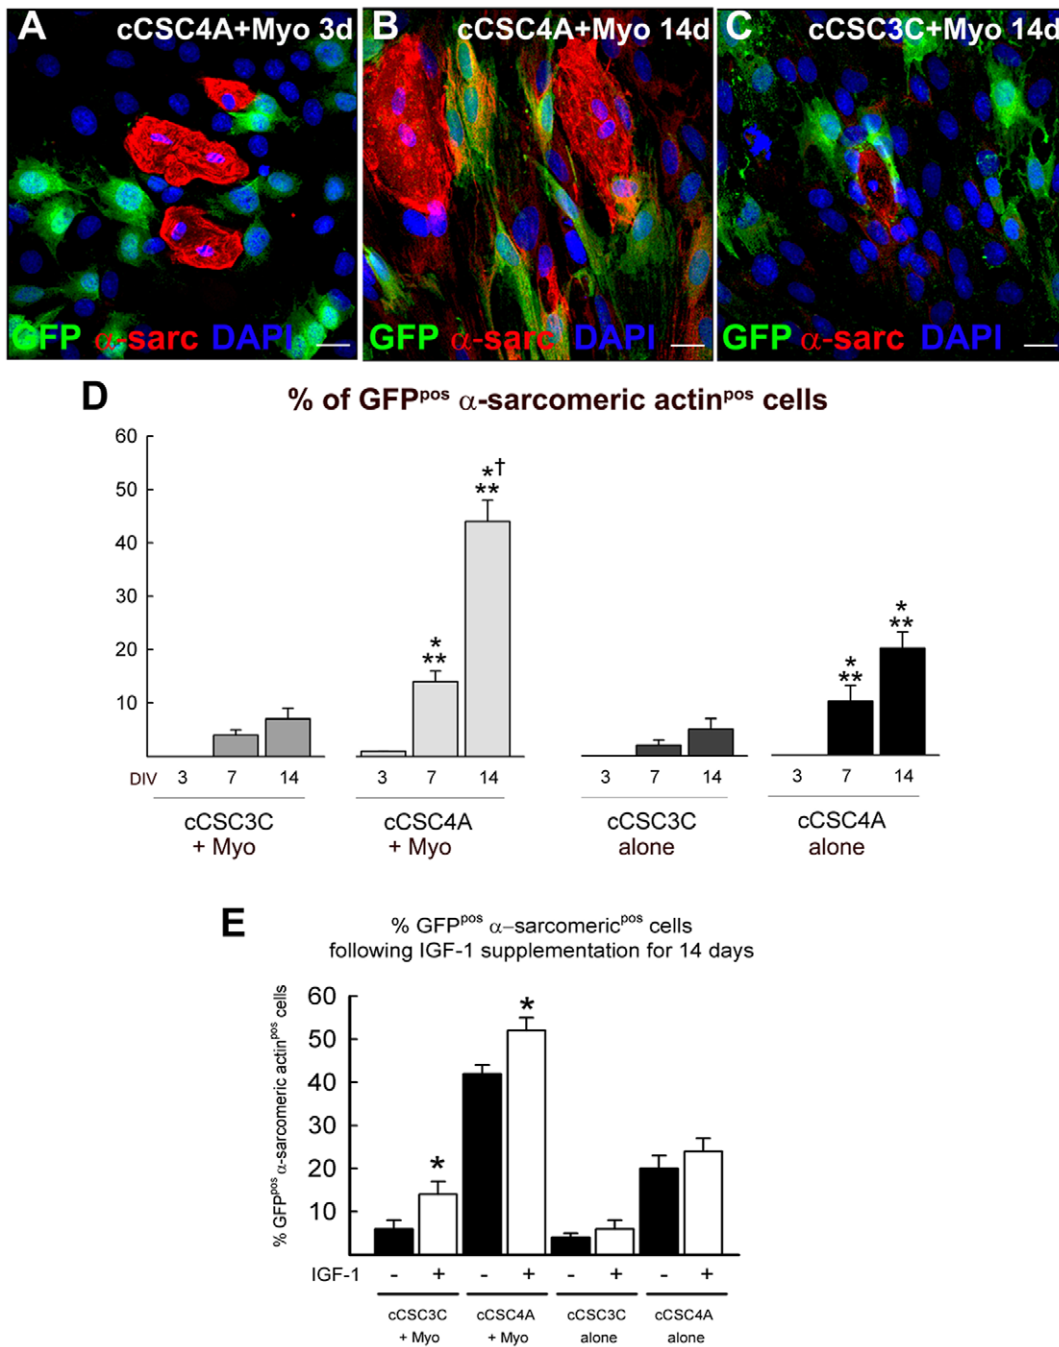 A cCSC4A+Myo 3d
GFP α-sarc DAPI
B cCSC4A+Myo 14d
GFP α-sarc DAPI
C cCSC3C+Myo 14d
GFP α-sarc DAPI
D % of GFPpos α-sarcomeric actinpos cells
60
50
40
30
20
10
*†
**
*
**
*
**
*
**
DIV 3 7 14 3 7 14 3 7 14 3 7 14
cCSC3C
+ Myo
cCSC4A
+ Myo
cCSC3C
alone
cCSC4A
alone
E % GFPpos α–sarcomericpos cells
following IGF-1 supplementation for 14 days
% GFPpos α-sarcomeric actinpos cells
60
50
40
30
20
10
*
*
IGF-1 - + - + - + - +
cCSC3C
+ Myo
cCSC4A
+ Myo
cCSC3C
alone
cCSC4A
alone